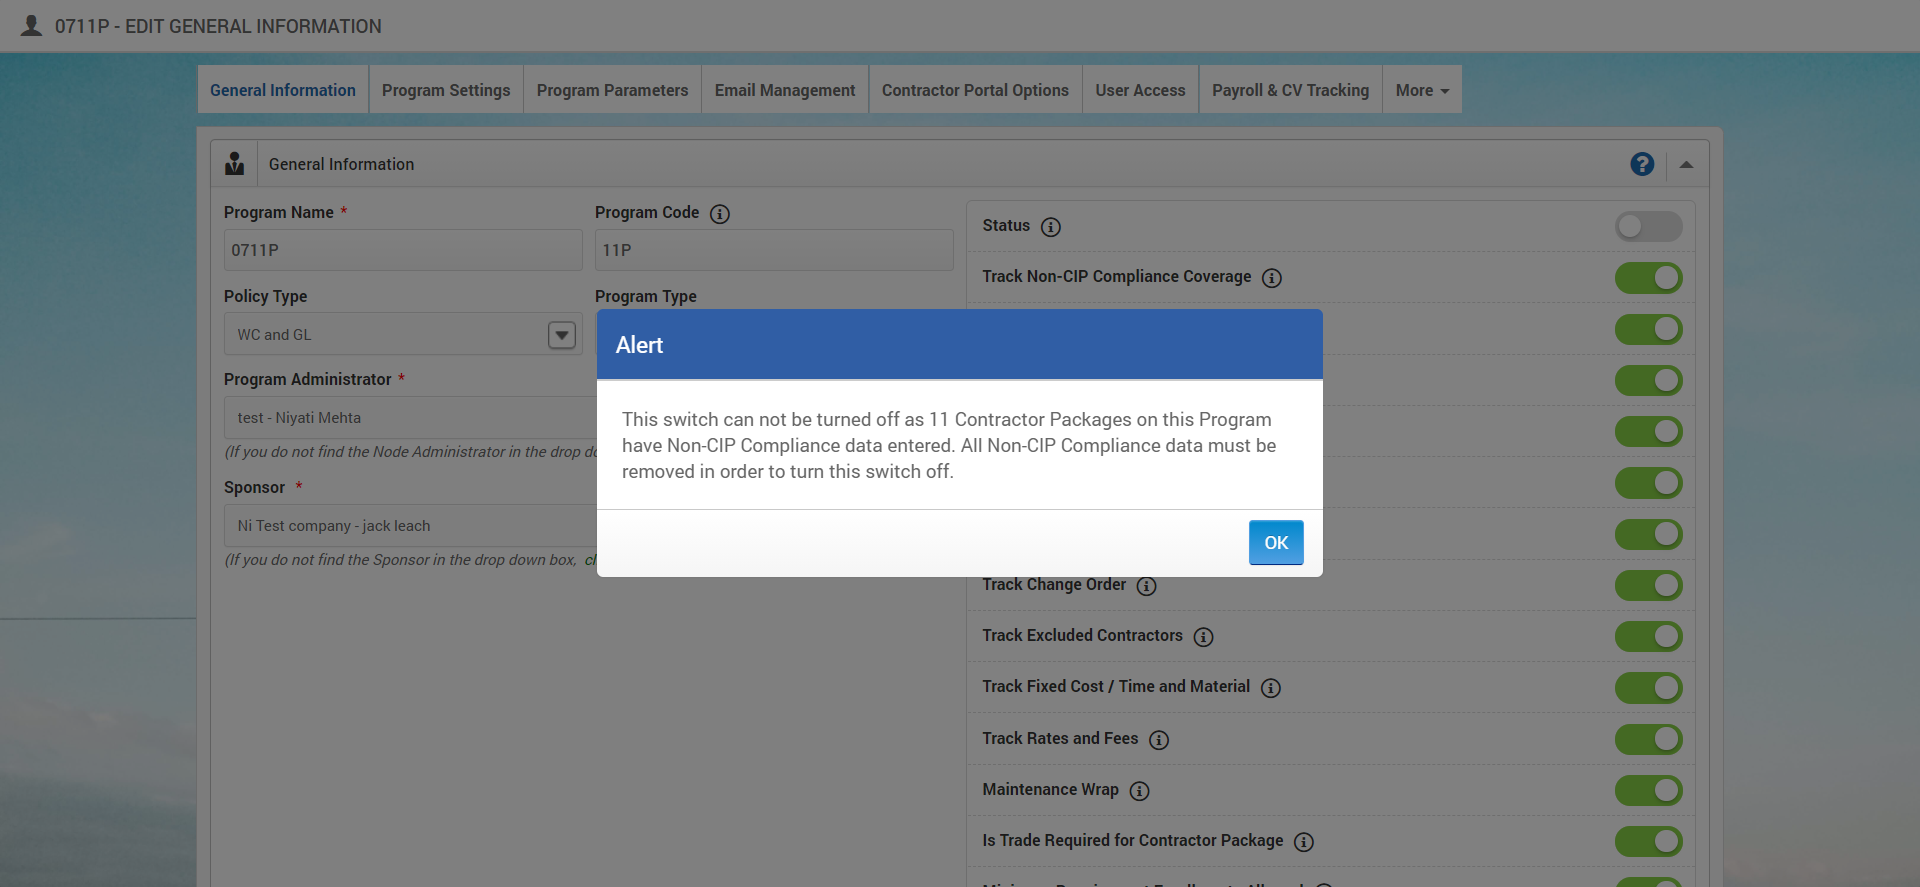 0711P - EDIT GENERAL INFORMATION
General Information
Program Settings
Program Parameters
Email Management
Contractor Portal Options
User Access
Payroll & CV Tracking
More
General Information
?
Program Name *
Program Code
0711P
11P
Policy Type
Program Type
WC and GL
Program Administrator *
test - Niyati Mehta
(If you do not find the Node Administrator in the drop
Sponsor *
Ni Test company - jack leach
(If you do not find the Sponsor in the drop down box,
Status
Track Non-CIP Compliance Coverage
Alert
This switch can not be turned off as 11 Contractor Packages on this Program
have Non-CIP Compliance data entered. All Non-CIP Compliance data must be
removed in order to turn this switch off.
OK
Track Change Order
Track Excluded Contractors
Track Fixed Cost / Time and Material
Track Rates and Fees
Maintenance Wrap
Is Trade Required for Contractor Package